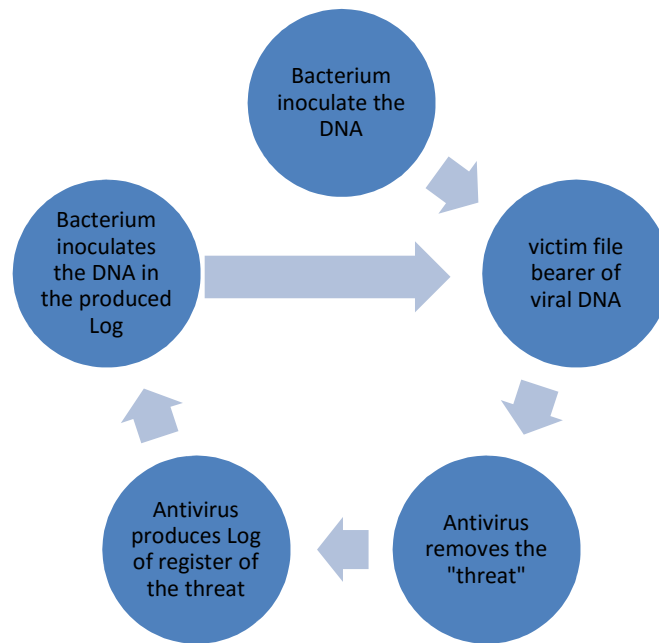 Bacterium
inoculate the
DNA
victim file
bearer of
viral DNA
Antivirus
removes the
"threat"
Antivirus
produces Log
of register of
the threat
Bacterium
inoculates
the DNA in
the produced
Log